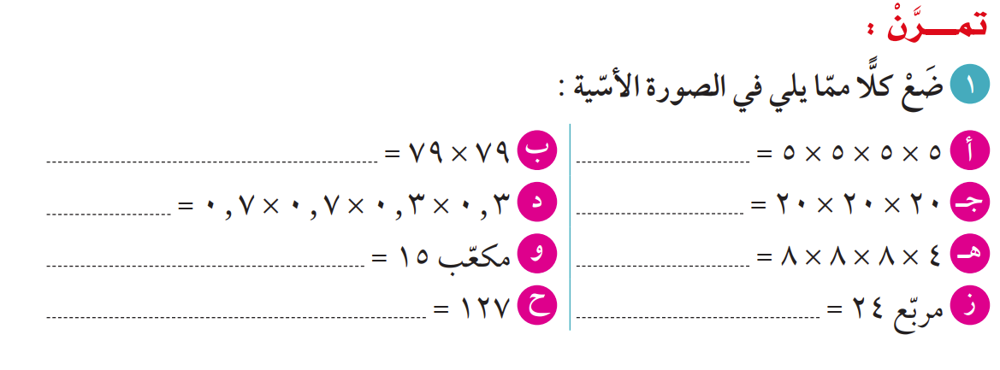 تمـــرَّنْ :
١ ضَعْ كلًّا ممّا يلي في الصورة الأسّية :
أ ٥ × ٥ × ٥ × ٥ =
ب ٧٩ × ٧٩ =
جـ ٢٠ × ٢٠ × ٢٠ =
د ٠,٣ × ٠,٣ × ٠,٧ × ٠,٧ =
هـ ٤ × ٨ × ٨ × ٨ =
و مكعّب ١٥ =
ز مربّع ٢٤ =
ح ١٢٧ =